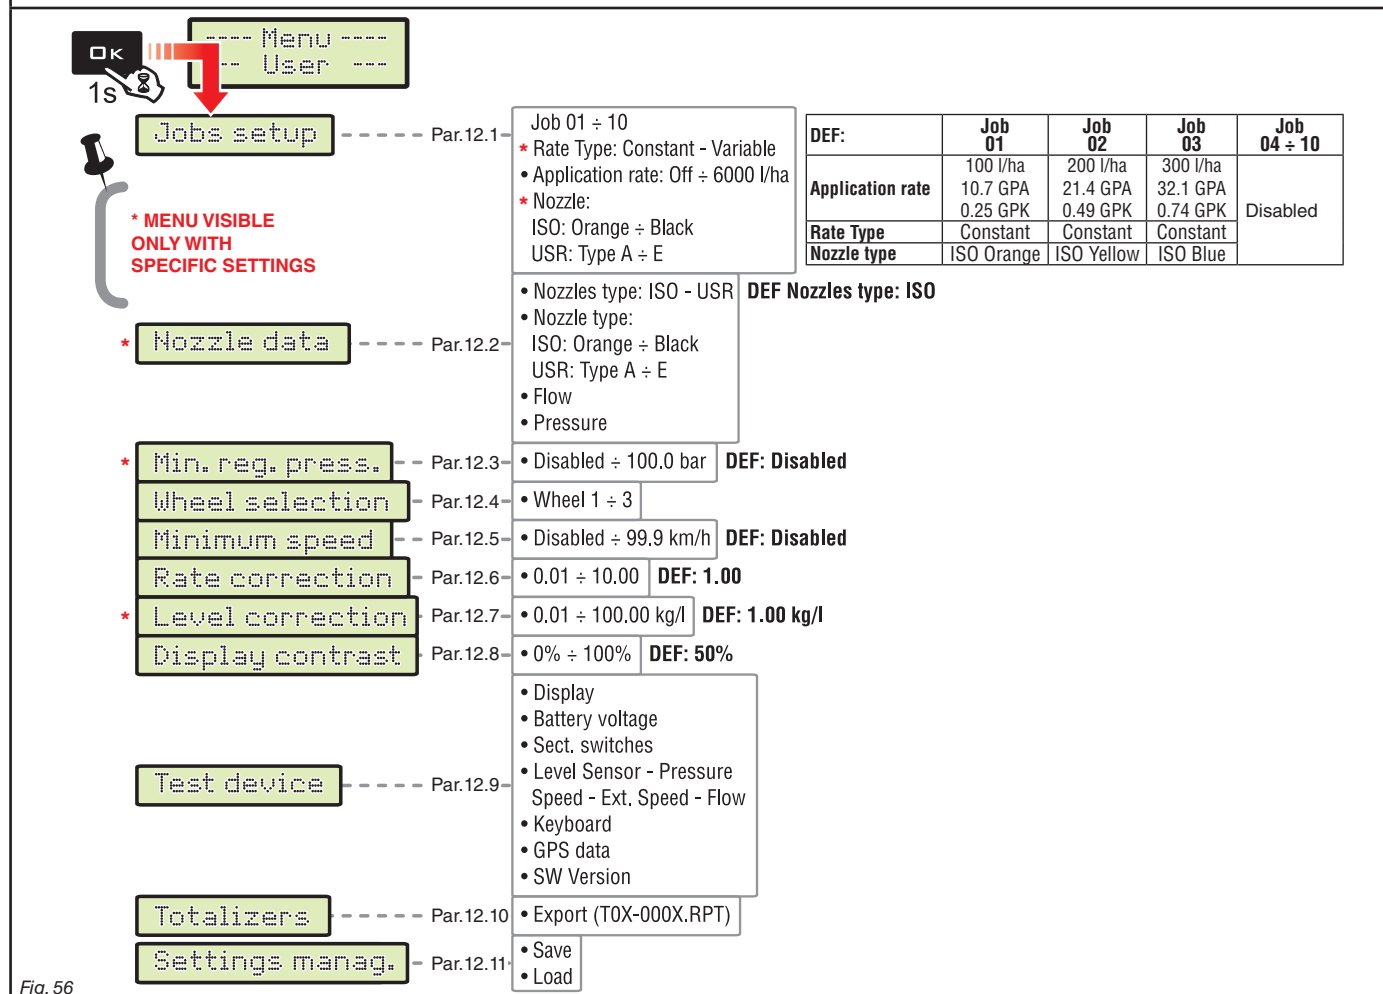 ---- Menu ----
-- User ---
OK
1s
Jobs setup
Par.12.1
Job 01 ÷ 10
* Rate Type: Constant - Variable
• Application rate: Off ÷ 6000 l/ha
* Nozzle:
ISO: Orange ÷ Black
USR: Type A ÷ E
DEF: Job 01 Job 02 Job 03 Job 04 ÷ 10
Application rate 100 l/ha 200 l/ha 300 l/ha Disabled
10.7 GPA 21.4 GPA 32.1 GPA
0.25 GPK 0.49 GPK 0.74 GPK
Rate Type Constant Constant Constant
Nozzle type ISO Orange ISO Yellow ISO Blue
* MENU VISIBLE
ONLY WITH
SPECIFIC SETTINGS
* Nozzle data
Par.12.2
• Nozzles type: ISO - USR DEF Nozzles type: ISO
• Nozzle type:
ISO: Orange ÷ Black
USR: Type A ÷ E
• Flow
• Pressure
* Min. reg. press. Par.12.3 • Disabled ÷ 100.0 bar DEF: Disabled
Wheel selection Par.12.4 • Wheel 1 ÷ 3
Minimum speed Par.12.5 • Disabled ÷ 99.9 km/h DEF: Disabled
Rate correction Par.12.6 • 0.01 ÷ 10.00 DEF: 1.00
* Level correction Par.12.7 • 0.01 ÷ 100.00 kg/l DEF: 1.00 kg/l
Display contrast Par.12.8 • 0% ÷ 100% DEF: 50%
Test device Par.12.9
• Display
• Battery voltage
• Sect. switches
• Level Sensor - Pressure
Speed - Ext. Speed - Flow
• Keyboard
• GPS data
• SW Version
Totalizers Par.12.10 • Export (T0X-000X.RPT)
Settings manag. Par.12.11
• Save
• Load
Fig. 56